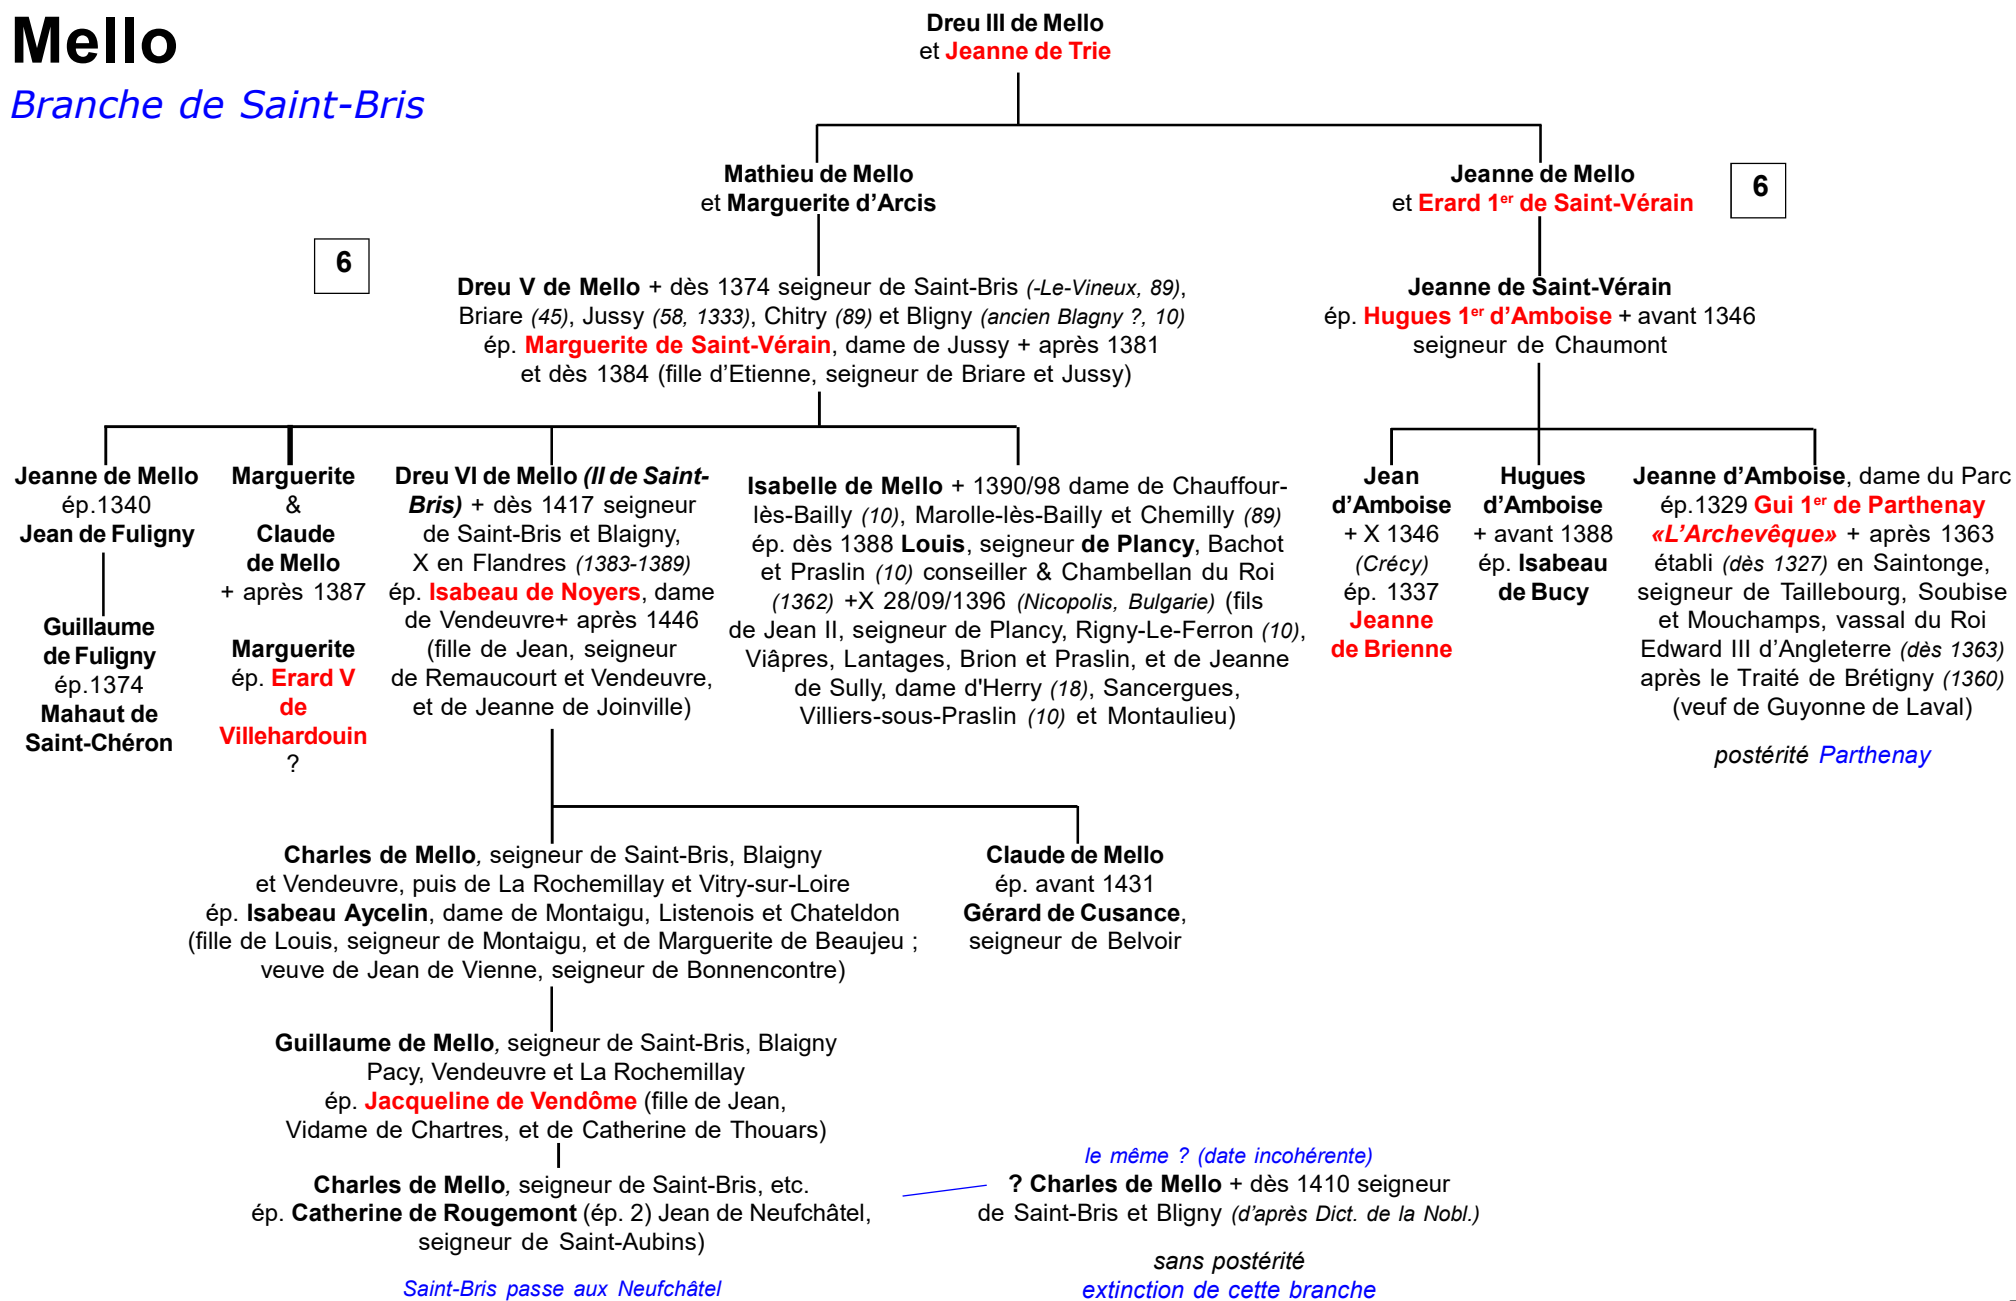 Mello
Branche de Saint-Bris
Dreu III de Mello
et Jeanne de Trie
Mathieu de Mello
et Marguerite d’Arcis
Jeanne de Mello
et Erard 1er de Saint-Vérain
6
6
Dreu V de Mello + dès 1374 seigneur de Saint-Bris (-Le-Vineux, 89),
Briare (45), Jussy (58, 1333), Chitry (89) et Bligny (ancien Blagny ?, 10)
ép. Marguerite de Saint-Vérain, dame de Jussy + après 1381
et dès 1384 (fille d’Etienne, seigneur de Briare et Jussy)
Jeanne de Saint-Vérain
ép. Hugues 1er d’Amboise + avant 1346
seigneur de Chaumont
Jeanne de Mello
ép.1340
Jean de Fuligny
Guillaume
de Fuligny
ép.1374
Mahaut de
Saint-Chéron
Marguerite
&
Claude
de Mello
+ après 1387
Marguerite
ép. Erard V
de
Villehardouin
?
Dreu VI de Mello (II de Saint-
Bris) + dès 1417 seigneur
de Saint-Bris et Blaigny,
X en Flandres (1383-1389)
ép. Isabeau de Noyers, dame
de Vendeuvre+ après 1446
(fille de Jean, seigneur
de Remaucourt et Vendeuvre,
et de Jeanne de Joinville)
Isabelle de Mello + 1390/98 dame de Chauffour-
lès-Bailly (10), Marolle-lès-Bailly et Chemilly (89)
ép. dès 1388 Louis, seigneur de Plancy, Bachot
et Praslin (10) conseiller & Chambellan du Roi
(1362) +X 28/09/1396 (Nicopolis, Bulgarie) (fils
de Jean II, seigneur de Plancy, Rigny-Le-Ferron (10),
Viâpres, Lantages, Brion et Praslin, et de Jeanne
de Sully, dame d'Herry (18), Sancergues,
Villiers-sous-Praslin (10) et Montaulieu)
Jean
d’Amboise
+ X 1346
(Crécy)
ép. 1337
Jeanne
de Brienne
Hugues
d’Amboise
+ avant 1388
ép. Isabeau
de Bucy
Jeanne d’Amboise, dame du Parc
ép.1329 Gui 1er de Parthenay
«L’Archevêque» + après 1363
établi (dès 1327) en Saintonge,
seigneur de Taillebourg, Soubise
et Mouchamps, vassal du Roi
Edward III d’Angleterre (dès 1363)
après le Traité de Brétigny (1360)
(veuf de Guyonne de Laval)
postérité Parthenay
Charles de Mello, seigneur de Saint-Bris, Blaigny
et Vendeuvre, puis de La Rochemillay et Vitry-sur-Loire
ép. Isabeau Aycelin, dame de Montaigu, Listenois et Chateldon
(fille de Louis, seigneur de Montaigu, et de Marguerite de Beaujeu ;
veuve de Jean de Vienne, seigneur de Bonnencontre)
Claude de Mello
ép. avant 1431
Gérard de Cusance,
seigneur de Belvoir
Guillaume de Mello, seigneur de Saint-Bris, Blaigny
Pacy, Vendeuvre et La Rochemillay
ép. Jacqueline de Vendôme (fille de Jean,
Vidame de Chartres, et de Catherine de Thouars)
Charles de Mello, seigneur de Saint-Bris, etc.
ép. Catherine de Rougemont (ép. 2) Jean de Neufchâtel,
seigneur de Saint-Aubins)
Saint-Bris passe aux Neufchâtel
le même ? (date incohérente)
? Charles de Mello + dès 1410 seigneur
de Saint-Bris et Bligny (d’après Dict. de la Nobl.)
sans postérité
extinction de cette branche